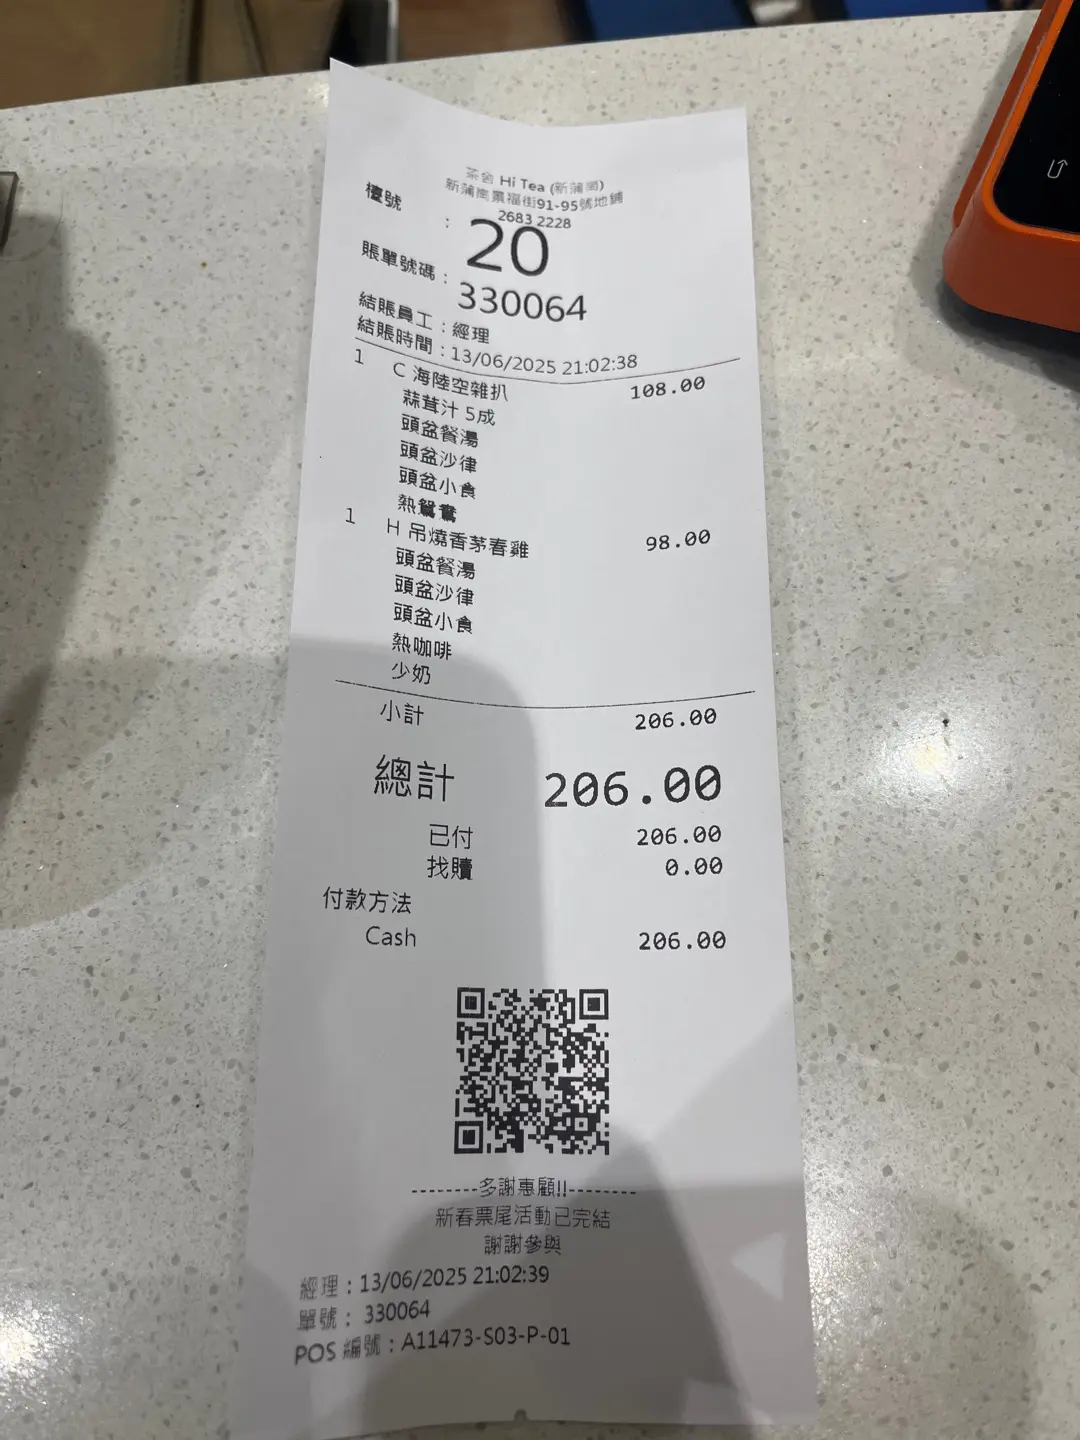 茶舍 Hi Tea (新蒲崗)
新蒲崗景福街91-95號地鋪
2683 2228
檯號 : 20
賬單號碼 : 330064
結賬員工 : 經理
結賬時間 : 13/06/2025 21:02:38
1 C 海陸空雜扒 108.00
蒜茸汁 5成
頭盆餐湯
頭盆沙律
頭盆小食
熱鴛鴦
1 H 吊燒香茅春雞 98.00
頭盆餐湯
頭盆沙律
頭盆小食
熱咖啡
少奶
小計 206.00
總計 206.00
已付 206.00
找贖 0.00
付款方法
Cash 206.00
--------多謝惠顧!!--------
新春票尾活動已完結
謝謝參與
經理 : 13/06/2025 21:02:39
單號 : 330064
POS 編號 : A11473-S03-P-01